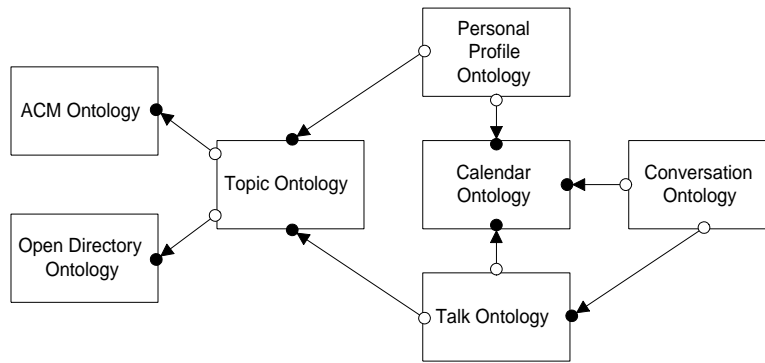 Personal
Profile
Ontology
ACM Ontology
Topic Ontology
Calendar
Ontology
Conversation
Ontology
Open Directory
Ontology
Talk Ontology